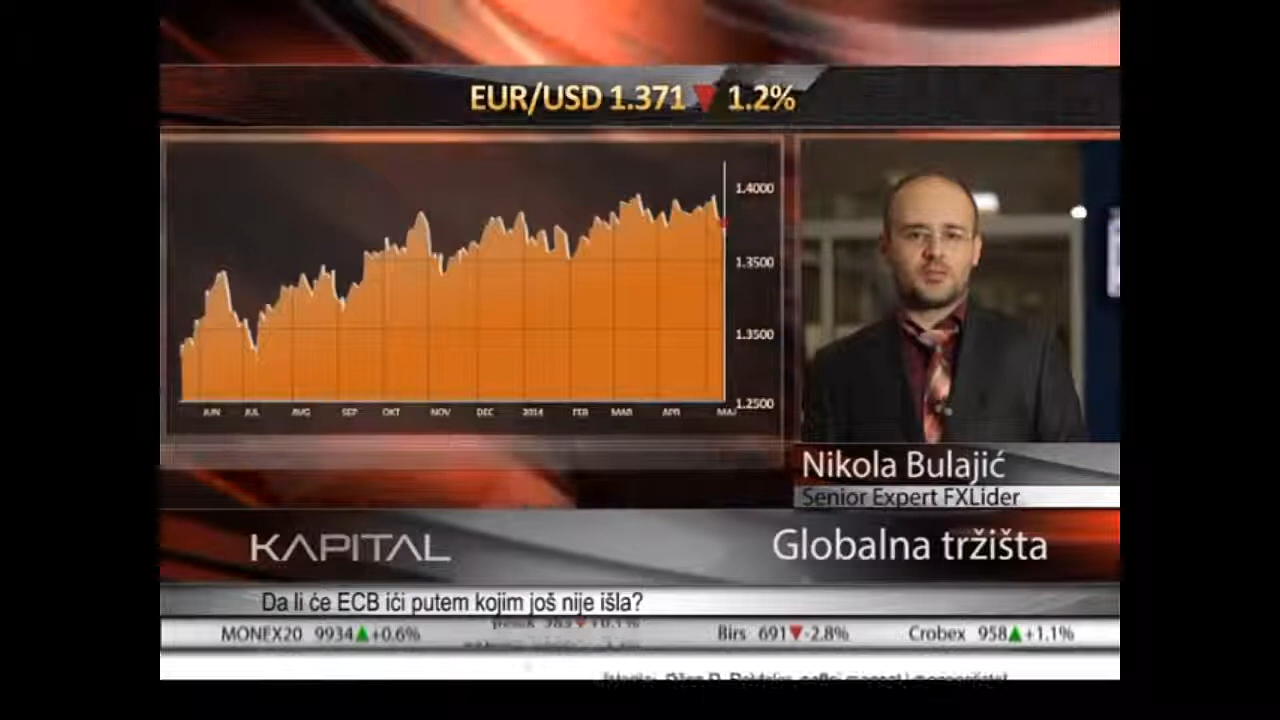 EUR/USD 1.371 ▼ 1.2%
1.4000
1.3500
1.3500
1.2500
JUN JUL AVG SEP OKT NOV DEC 2014 FEB MAR APR MAJ
Nikola Bulajić
Senior Expert FXLider
KAPITAL
Globalna tržišta
Da li će ECB ići putem kojim još nije išla?
MONEX20 9934▲+0.6% Birs 691▼-2.8% Crobex 958▲+1.1%